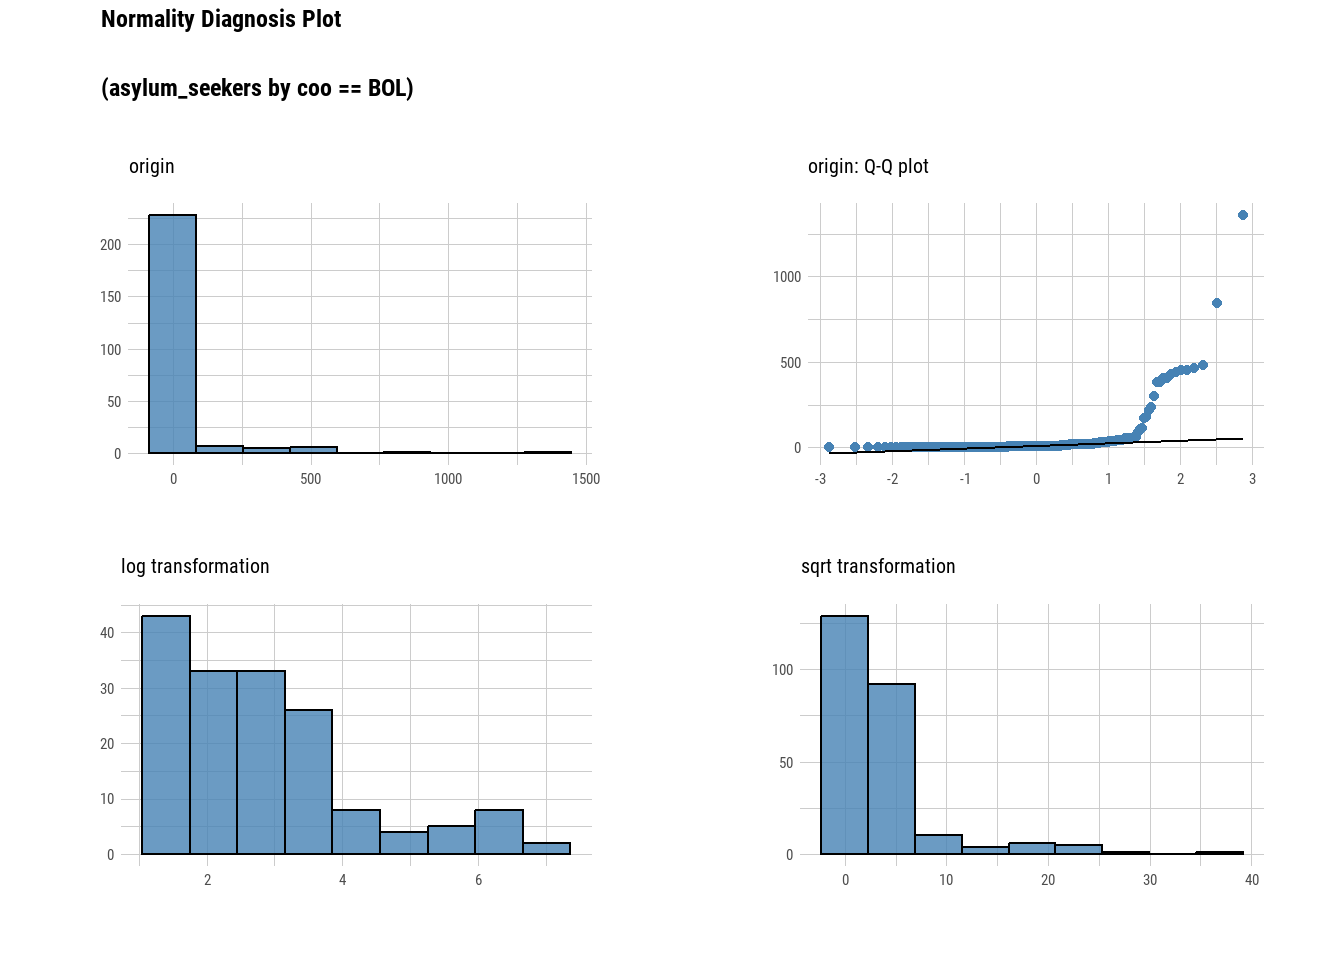 Normality Diagnosis Plot
(asylum_seekers by coo == BOL)
origin
200
150
100
50
0
0 500 1000 1500
origin: Q-Q plot
1000
500
0
-3 -2 -1 0 1 2 3
log transformation
40
30
20
10
0
2 4 6
sqrt transformation
100
50
0
0 10 20 30 40